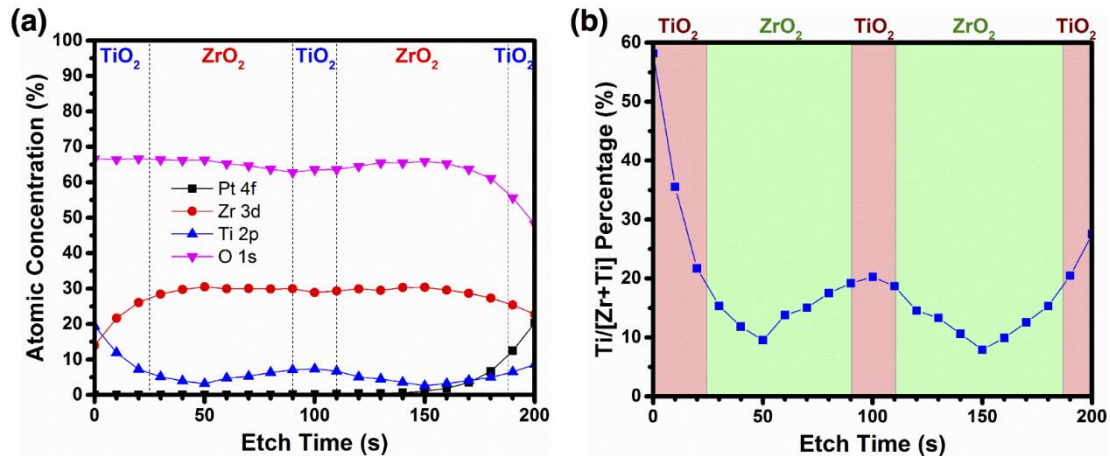 (a)
TiO₂ ZrO₂ TiO₂ ZrO₂ TiO₂
Atomic Concentration (%)
100
90
80
70
60
50
40
30
20
10
0
Pt 4f
Zr 3d
Ti 2p
O 1s
0 50 100 150 200
Etch Time (s)
(b)
TiO₂ ZrO₂ TiO₂ ZrO₂ TiO₂
Ti/[Zr+Ti] Percentage (%)
60
50
40
30
20
10
0
0 50 100 150 200
Etch Time (s)